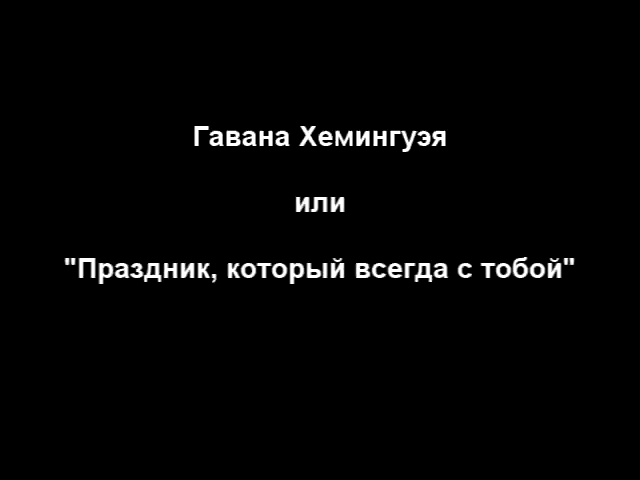 Гавана Хемингуэя
или
"Праздник, который всегда с тобой"